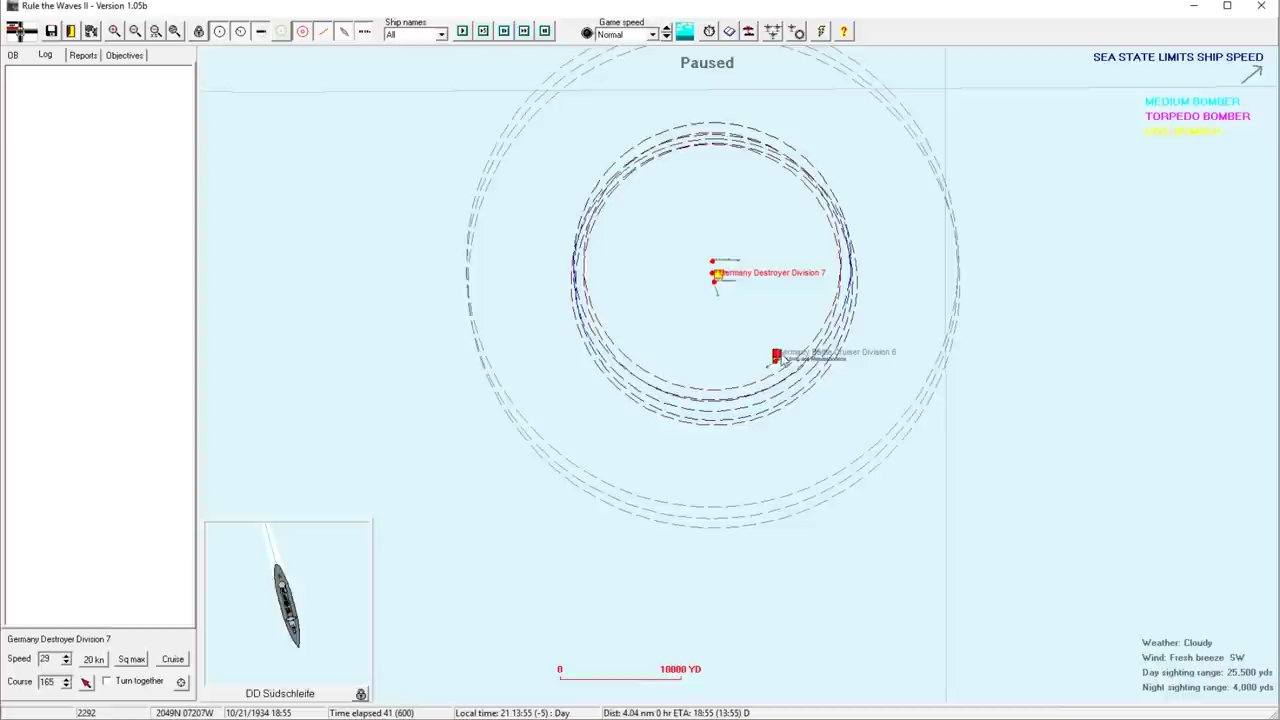 Rule the Waves II - Version 1.05b
Ship names
All
Game speed
Normal
OB
Log
Reports
Objectives
Paused
SEA STATE LIMITS SHIP SPEED
MEDIUM BOMBER
TORPEDO BOMBER
DIVE BOMBER
Germany Destroyer Division 7
Germany Battle Cruiser Division 6
Germany Destroyer Division 7
Speed 29 20 kn Sq max Cruise
Course 165 Turn together
DD Südschleife
0 10000 YD
Weather: Cloudy
Wind: Fresh breeze SW
Day sighting range: 25,500 yds
Night sighting range: 4,000 yds
2292 2049N 07207W 10/21/1934 18:55 Time elapsed 41 (600) Local time: 21 13:55 (-5) : Day Dist: 4.04 nm 0 hr ETA: 18:55 (13:55) D